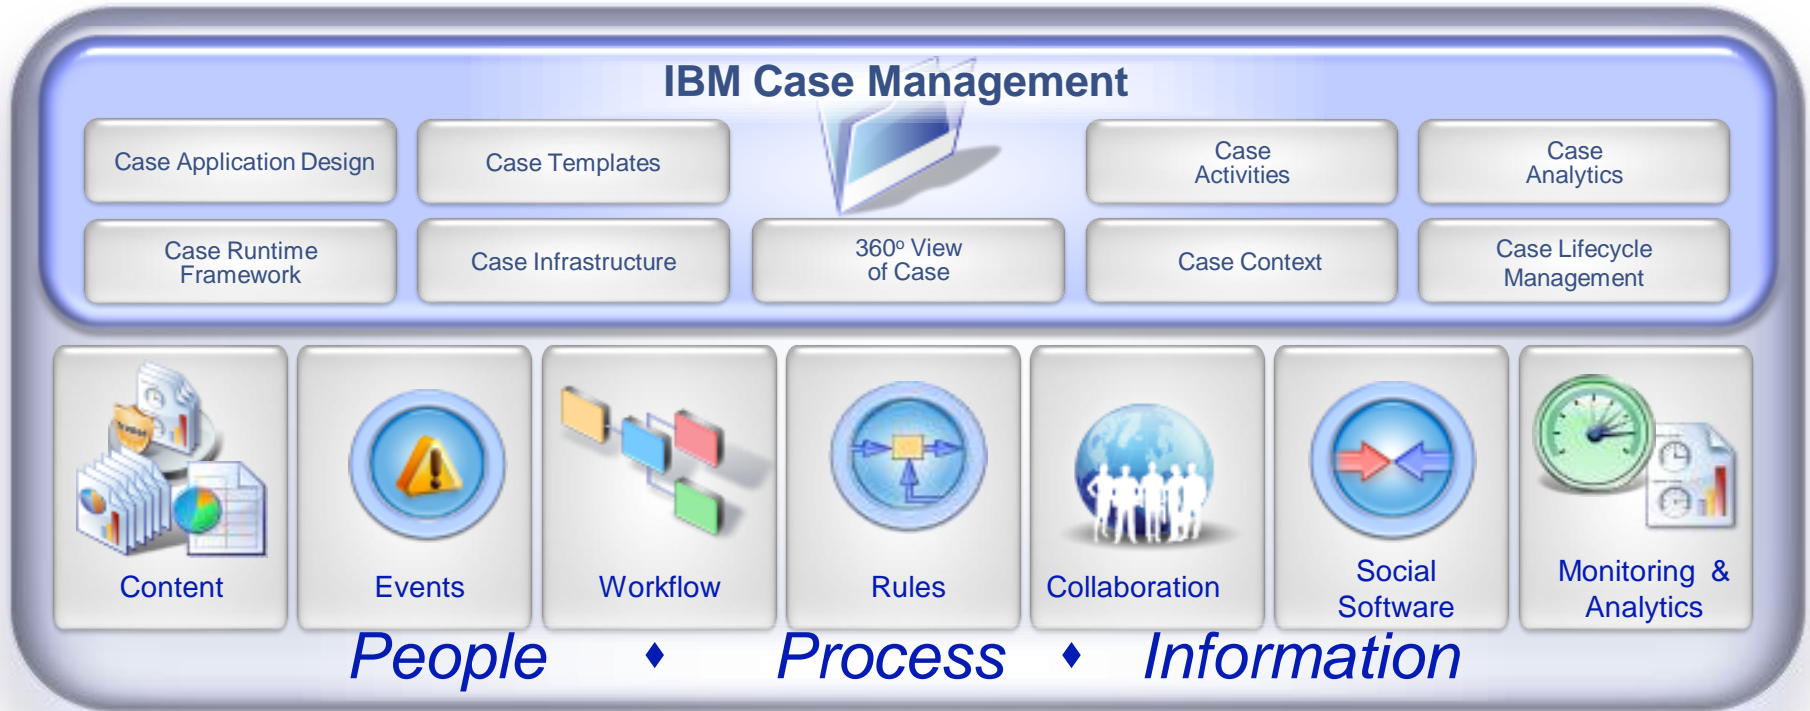 IBM Case Management
Case Application Design
Case Templates
Case
Activities
Case
Analytics
Case Runtime
Framework
Case Infrastructure
360º View
of Case
Case Context
Case Lifecycle
Management
Content
Events
Workflow
Rules
Collaboration
Social
Software
Monitoring &
Analytics
People ♦ Process ♦ Information